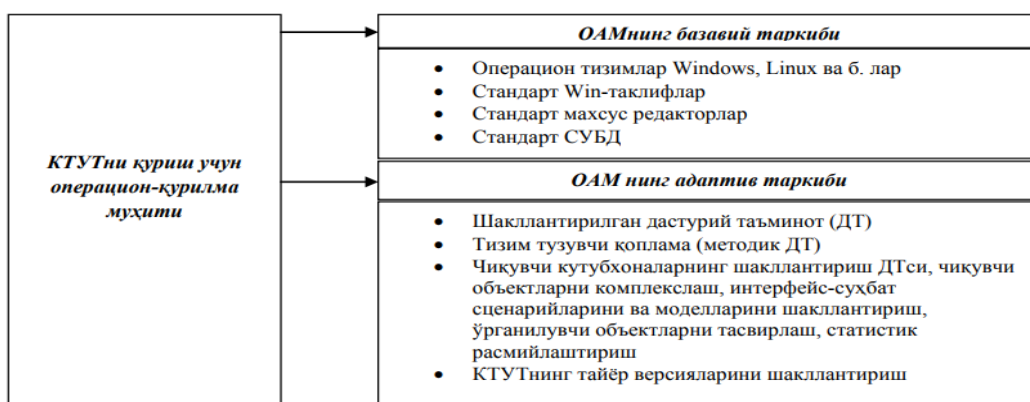 ОАМнинг базавий таркиби
• Операцион тизимлар Windows, Linux ва б. лар
• Стандарт Win-таклифлар
• Стандарт махсус редакторлар
• Стандарт СУБД
КТУТни қуриш учун
операцион-қурилма
муҳити
ОАМ нинг адаптив таркиби
• Шакллантирилган дастурий таъминот (ДТ)
• Тизим тузувчи қоплама (методик ДТ)
• Чиқувчи кутубхоналарнинг шакллантириш ДТси, чиқувчи
объектларни комплекслаш, интерфейс-суҳбат
сценарийларини ва моделларини шакллантириш,
ўрганилувчи объектларни тасвирлаш, статистик
расмийлаштириш
• КТУТнинг тайёр версияларини шакллантириш